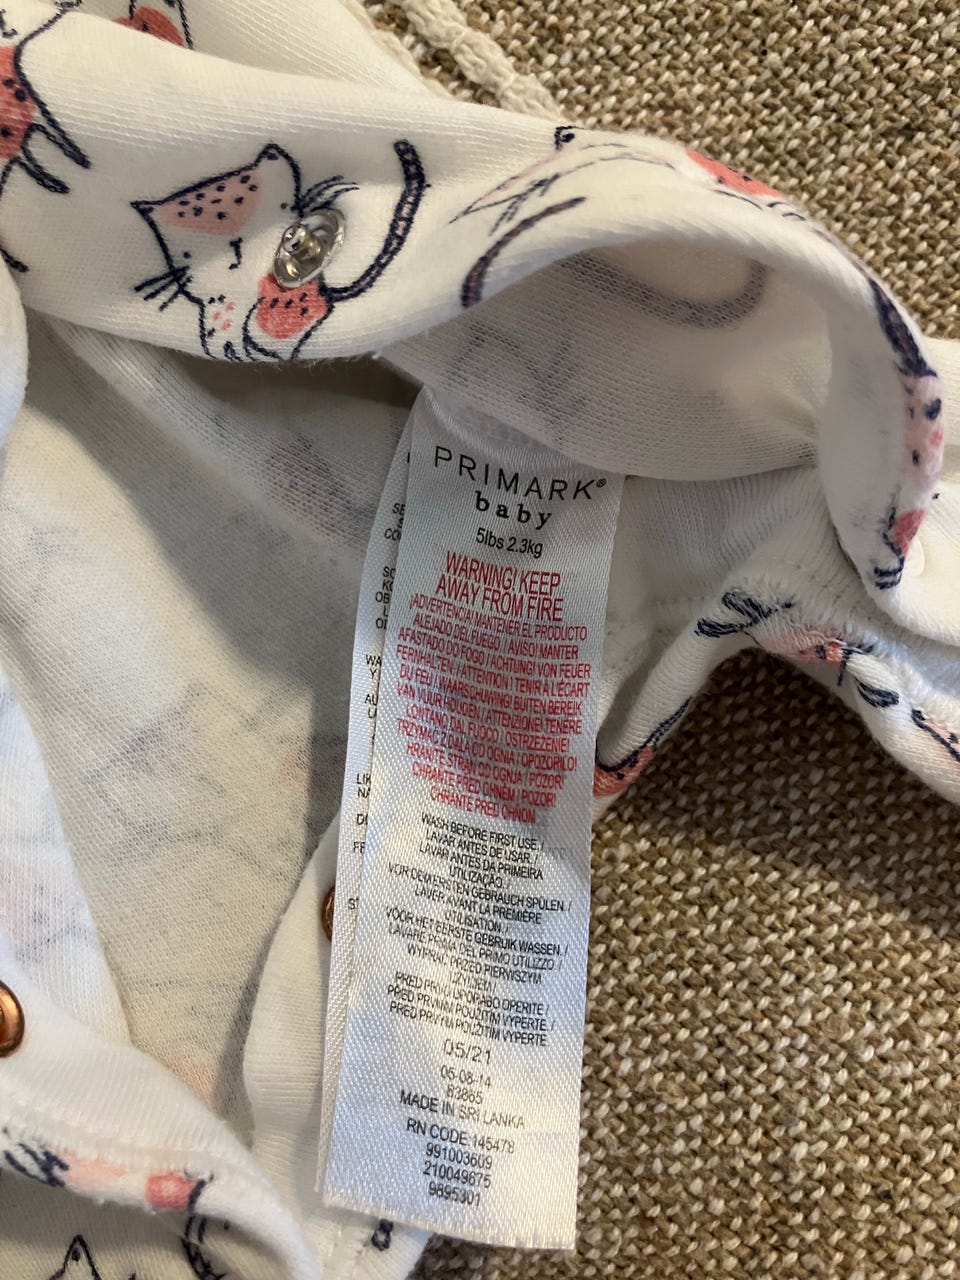 PRIMARK®
baby
5lbs 2.3kg
WARNING! KEEP
AWAY FROM FIRE
¡ADVERTENCIA! MANTENER EL PRODUCTO
ALEJADO DEL FUEGO / AVISO! MANTER
AFASTADO DO FOGO / ACHTUNG! VON FEUER
FERNHALTEN / ATTENTION ! TENIR À L'ÉCART
DU FEU / WAARSCHUWING! BUITEN BEREIK
VAN VUUR HOUDEN / ATTENZIONE! TENERE
LONTANO DAL FUOCO / OSTRZEŻENIE!
TRZYMAĆ Z DALA OD OGNIA / OPOZORILO!
HRANITE STRAN OD OGNJA / POZOR!
CHRAŇTE PŘED OHNĚM / POZOR!
CHRÁŇTE PRED OHŇOM
WASH BEFORE FIRST USE. /
LAVAR ANTES DE USAR. /
LAVAR ANTES DA PRIMEIRA
UTILIZAÇÃO. /
VOR DEM ERSTEN GEBRAUCH SPÜLEN. /
LAVER AVANT LA PREMIÈRE
UTILISATION. /
VOOR HET EERSTE GEBRUIK WASSEN. /
LAVARE PRIMA DEL PRIMO UTILIZZO /
WYPRAĆ PRZED PIERWSZYM
UŻYCIEM /
PRED PRVO UPORABO OPERITE /
PŘED PRVNÍM POUŽITÍM VYPERTE. /
PRED PRVÝM POUŽITÍM VYPERTE
05/21
05-08-14
63865
MADE IN SRI LANKA
RN CODE:145478
991003609
210049675
9895301